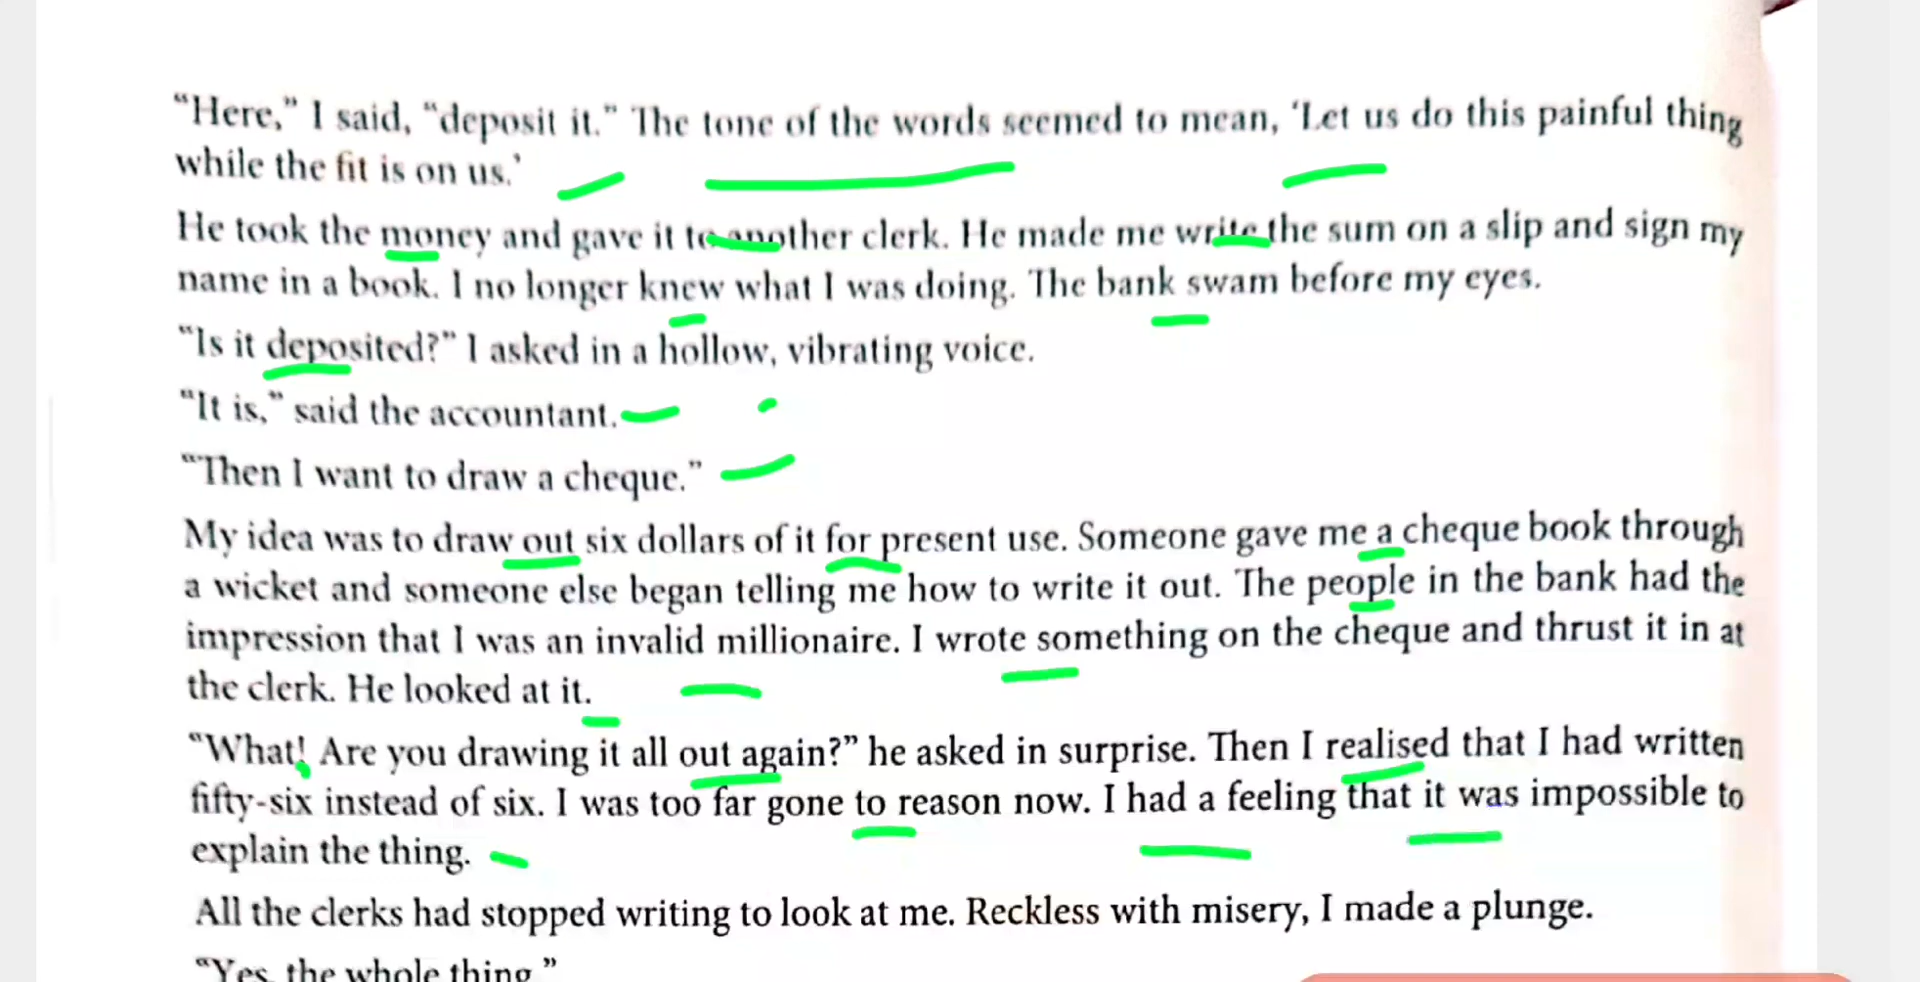 “Here,” I said, “deposit it.” The tone of the words seemed to mean, ‘Let us do this painful thing
while the fit is on us.’
He took the money and gave it to another clerk. He made me write the sum on a slip and sign my
name in a book. I no longer knew what I was doing. The bank swam before my eyes.
“Is it deposited?” I asked in a hollow, vibrating voice.
“It is,” said the accountant.
“Then I want to draw a cheque.”
My idea was to draw out six dollars of it for present use. Someone gave me a cheque book through
a wicket and someone else began telling me how to write it out. The people in the bank had the
impression that I was an invalid millionaire. I wrote something on the cheque and thrust it in at
the clerk. He looked at it.
“What! Are you drawing it all out again?” he asked in surprise. Then I realised that I had written
fifty-six instead of six. I was too far gone to reason now. I had a feeling that it was impossible to
explain the thing.
All the clerks had stopped writing to look at me. Reckless with misery, I made a plunge.
“Yes, the whole thing.”